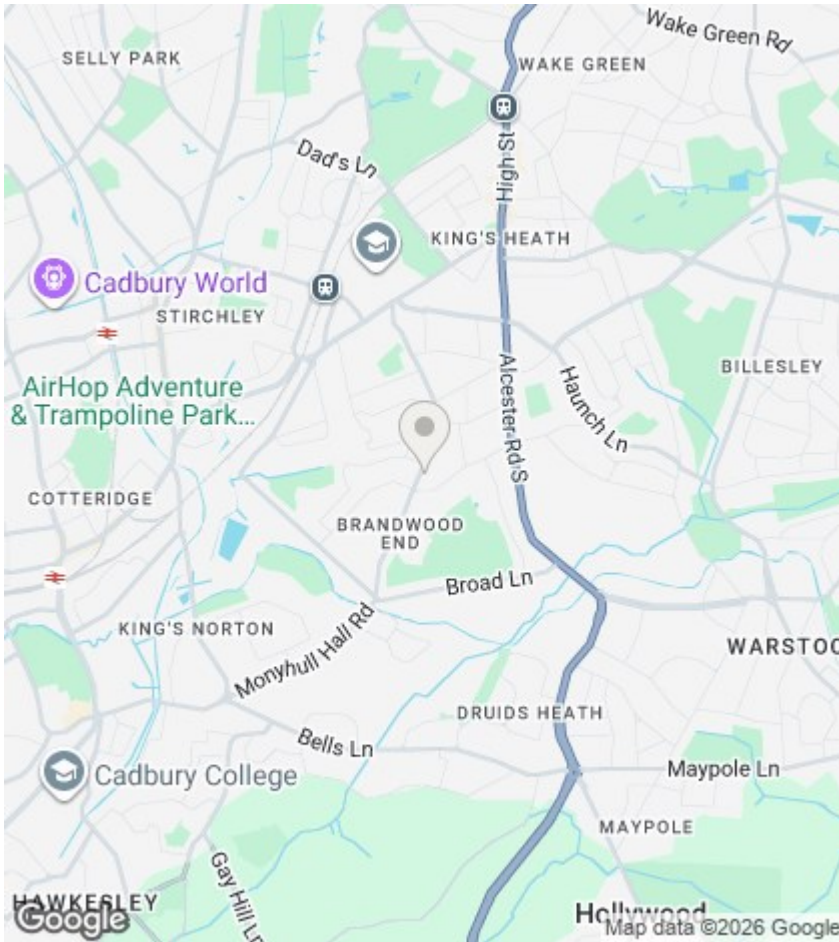 Wake Green Rd
SELLY PARK
WAKE GREEN
Dad's Ln
High St
KING'S HEATH
Cadbury World
STIRCHLEY
AirHop Adventure
& Trampoline Park...
Alcester Rd S
Haunch Ln
BILLESLEY
COTTERIDGE
BRANDWOOD
END
Broad Ln
KING'S NORTON
Monyhull Hall Rd
WARSTOC
DRUIDS HEATH
Bells Ln
Cadbury College
Maypole Ln
MAYPOLE
Gay Hill Ln
HAWKESLEY
Hollywood
Google
Map data ©2026 Google